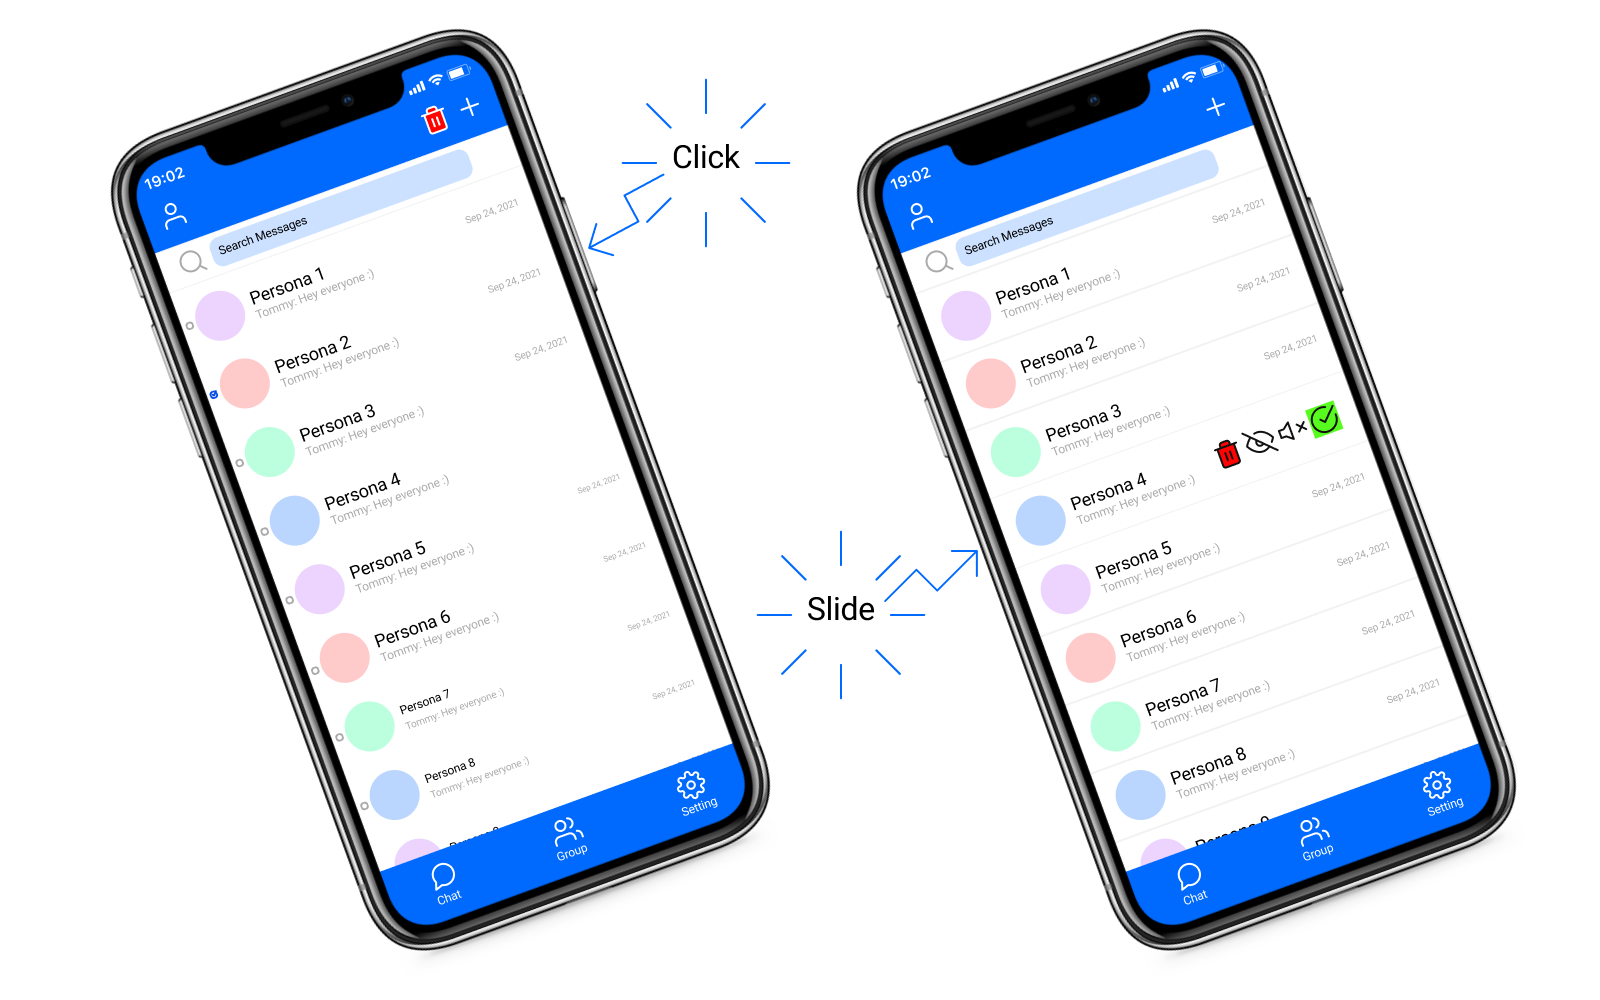 19:02
Search Messages
Sep 24, 2021
Persona 1
Tommy: Hey everyone :)
Sep 24, 2021
Persona 2
Tommy: Hey everyone :)
Sep 24, 2021
Persona 3
Tommy: Hey everyone :)
Persona 4
Tommy: Hey everyone :)
Sep 24, 2021
Persona 5
Tommy: Hey everyone :)
Sep 24, 2021
Persona 6
Tommy: Hey everyone :)
Sep 24, 2021
Persona 7
Tommy: Hey everyone :)
Sep 24, 2021
Persona 8
Tommy: Hey everyone :)
Chat
Group
Setting
Click
Slide
19:02
Search Messages
Sep 24, 2021
Persona 1
Tommy: Hey everyone :)
Sep 24, 2021
Persona 2
Tommy: Hey everyone :)
Sep 24, 2021
Persona 3
Tommy: Hey everyone :)
Persona 4
Tommy: Hey everyone :)
Sep 24, 2021
Persona 5
Tommy: Hey everyone :)
Sep 24, 2021
Persona 6
Tommy: Hey everyone :)
Sep 24, 2021
Persona 7
Tommy: Hey everyone :)
Sep 24, 2021
Persona 8
Tommy: Hey everyone :)
Chat
Group
Setting